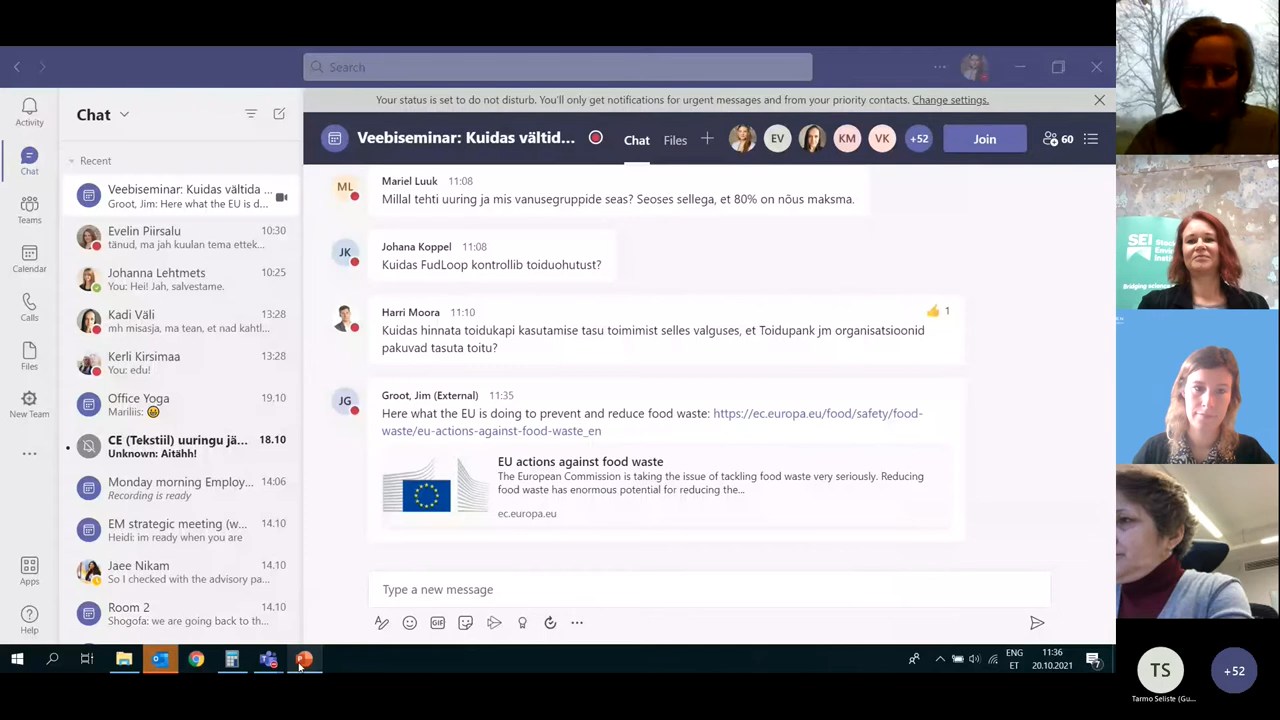 Search
Your status is set to do not disturb. You'll only get notifications for urgent messages and from your priority contacts. Change settings.
Activity
Chat
Teams
Calendar
Calls
Files
New Team
Apps
Help
Chat
Recent
Veebiseminar: Kuidas vältida ...
Groot, Jim: Here what the EU is d...
Evelin Piirsalu 10:30
tänud, ma jah kuulan tema ettek...
Johanna Lehtmets 10:25
You: Hei! Jah, salvestame.
Kadi Väli 13:28
mh misasja, ma tean, et nad kahtl...
Kerli Kirsimaa 13:28
You: edu!
Office Yoga 19.10
Mariliis:
CE (Tekstiil) uuringu jä... 18.10
Unknown: Aitähh!
Monday morning Employ... 14:06
Recording is ready
EM strategic meeting (w... 14.10
Heidi: im ready when you are
Jaee Nikam 14.10
So I checked with the advisory pa...
Room 2 14.10
Shogofa: we are going back to th...
Veebiseminar: Kuidas vältid... Chat Files EV KM VK +52 Join 60
ML Mariel Luuk 11:08
Millal tehti uuring ja mis vanusegruppide seas? Seoses sellega, et 80% on nõus maksma.
JK Johana Koppel 11:08
Kuidas FudLoop kontrollib toiduohutust?
Harri Moora 11:10 1
Kuidas hinnata toidukapi kasutamise tasu toimimist selles valguses, et Toidupank jm organisatsioonid
pakuvad tasuta toitu?
JG Groot, Jim (External) 11:35
Here what the EU is doing to prevent and reduce food waste: https://ec.europa.eu/food/safety/food-
waste/eu-actions-against-food-waste_en
EU actions against food waste
The European Commission is taking the issue of tackling food waste very seriously. Reducing
food waste has enormous potential for reducing the...
ec.europa.eu
Type a new message
GIF
ENG
ET
11:36
20.10.2021
7
SEI
Bridging science
TS
+52
Tarmo Seliste (Gu...